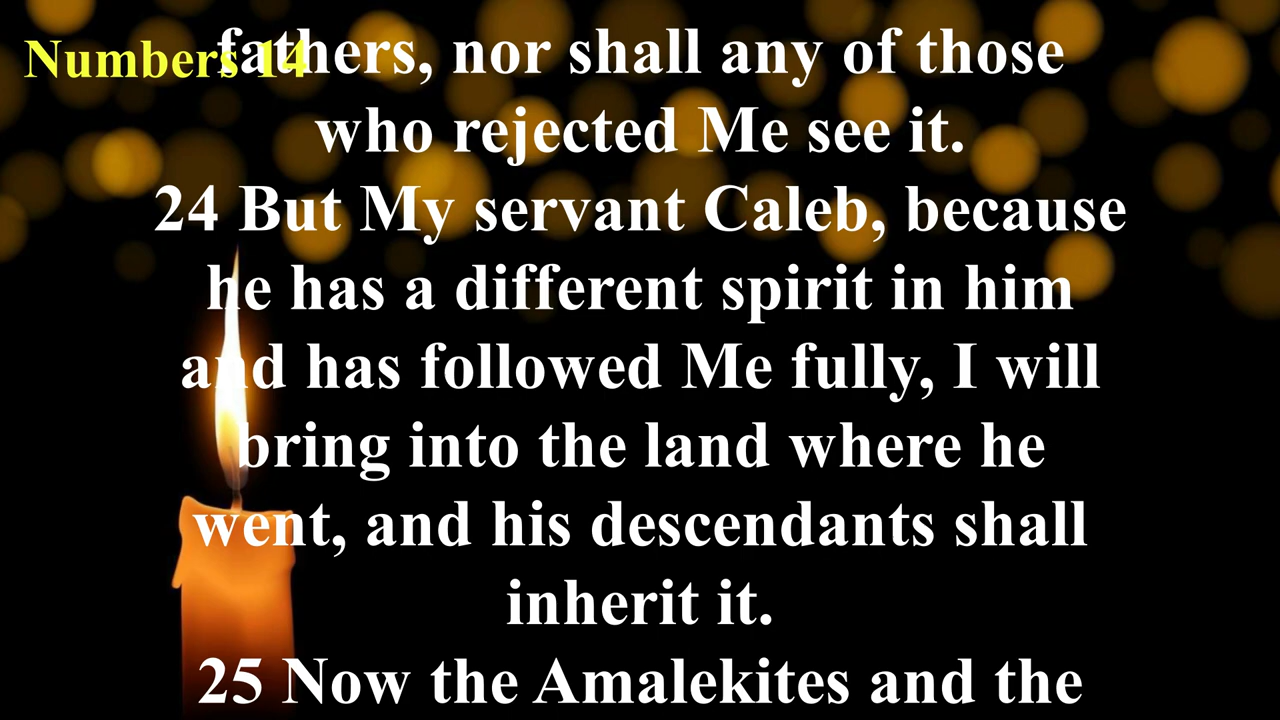 Numbers 14
fathers, nor shall any of those
who rejected Me see it.
24 But My servant Caleb, because
he has a different spirit in him
and has followed Me fully, I will
bring into the land where he
went, and his descendants shall
inherit it.
25 Now the Amalekites and the